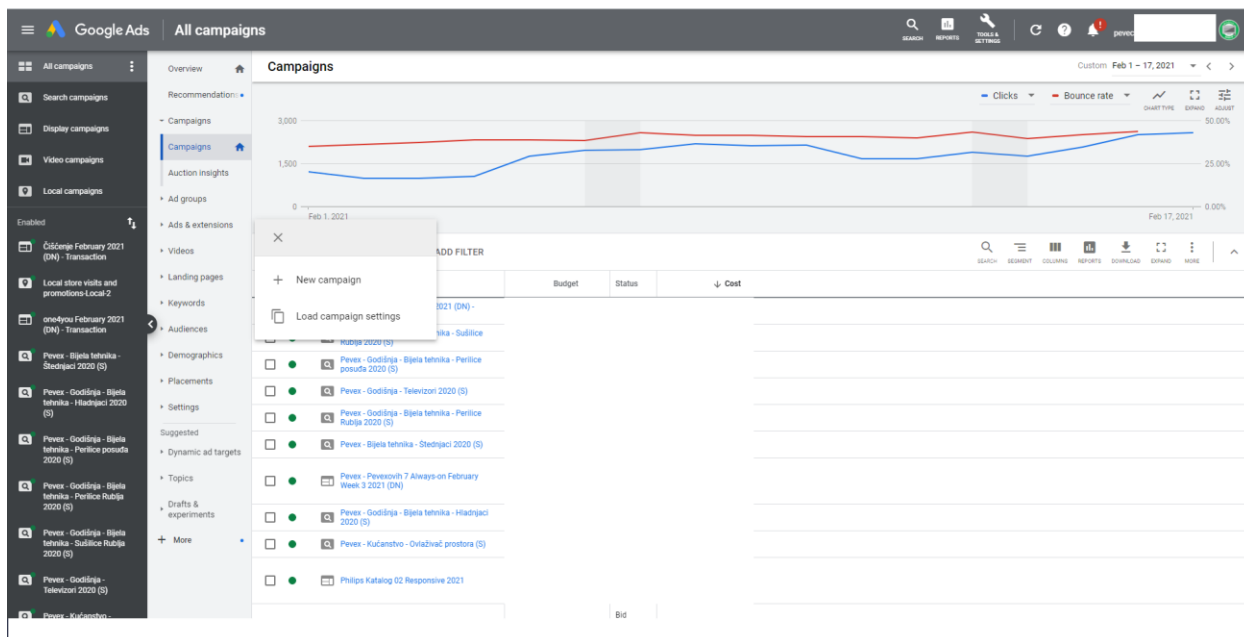 Google Ads
All campaigns
SEARCH
REPORTS
TOOLS &
SETTINGS
pevec
All campaigns
Search campaigns
Display campaigns
Video campaigns
Local campaigns
Enabled
Čišćenje February 2021
(DN) - Transaction
Local store visits and
promotions-Local-2
one4you February 2021
(DN) - Transaction
Pevex - Bijela tehnika -
Štednjaci 2020 (S)
Pevex - Godišnja - Bijela
tehnika - Hladnjaci 2020
(S)
Pevex - Godišnja - Bijela
tehnika - Perilice posuđa
2020 (S)
Pevex - Godišnja - Bijela
tehnika - Perilice Rublja
2020 (S)
Pevex - Godišnja - Bijela
tehnika - Sušilice Rublja
2020 (S)
Pevex - Godišnja -
Televizori 2020 (S)
Pevex - Kućanstvo -
Overview
Recommendations
Campaigns
Campaigns
Auction insights
Ad groups
Ads & extensions
Videos
Landing pages
Keywords
Audiences
Demographics
Placements
Settings
Suggested
Dynamic ad targets
Topics
Drafts &
experiments
+ More
Campaigns
Custom Feb 1 – 17, 2021
Clicks
Bounce rate
CHART TYPE
EXPAND
ADJUST
3,000
1,500
0
50.00%
25.00%
0.00%
Feb 1, 2021
Feb 17, 2021
New campaign
Load campaign settings
ADD FILTER
SEARCH
SEGMENT
COLUMNS
REPORTS
DOWNLOAD
EXPAND
MORE
Budget
Status
Cost
2021 (DN) -
nika - Sušilice
Rublja 2020 (S)
Pevex - Godišnja - Bijela tehnika - Perilice
posuđa 2020 (S)
Pevex - Godišnja - Televizori 2020 (S)
Pevex - Godišnja - Bijela tehnika - Perilice
Rublja 2020 (S)
Pevex - Bijela tehnika - Štednjaci 2020 (S)
Pevex - Pevexovih 7 Always-on February
Week 3 2021 (DN)
Pevex - Godišnja - Bijela tehnika - Hladnjaci
2020 (S)
Pevex - Kućanstvo - Ovlaživač prostora (S)
Philips Katalog 02 Responsive 2021
Bid